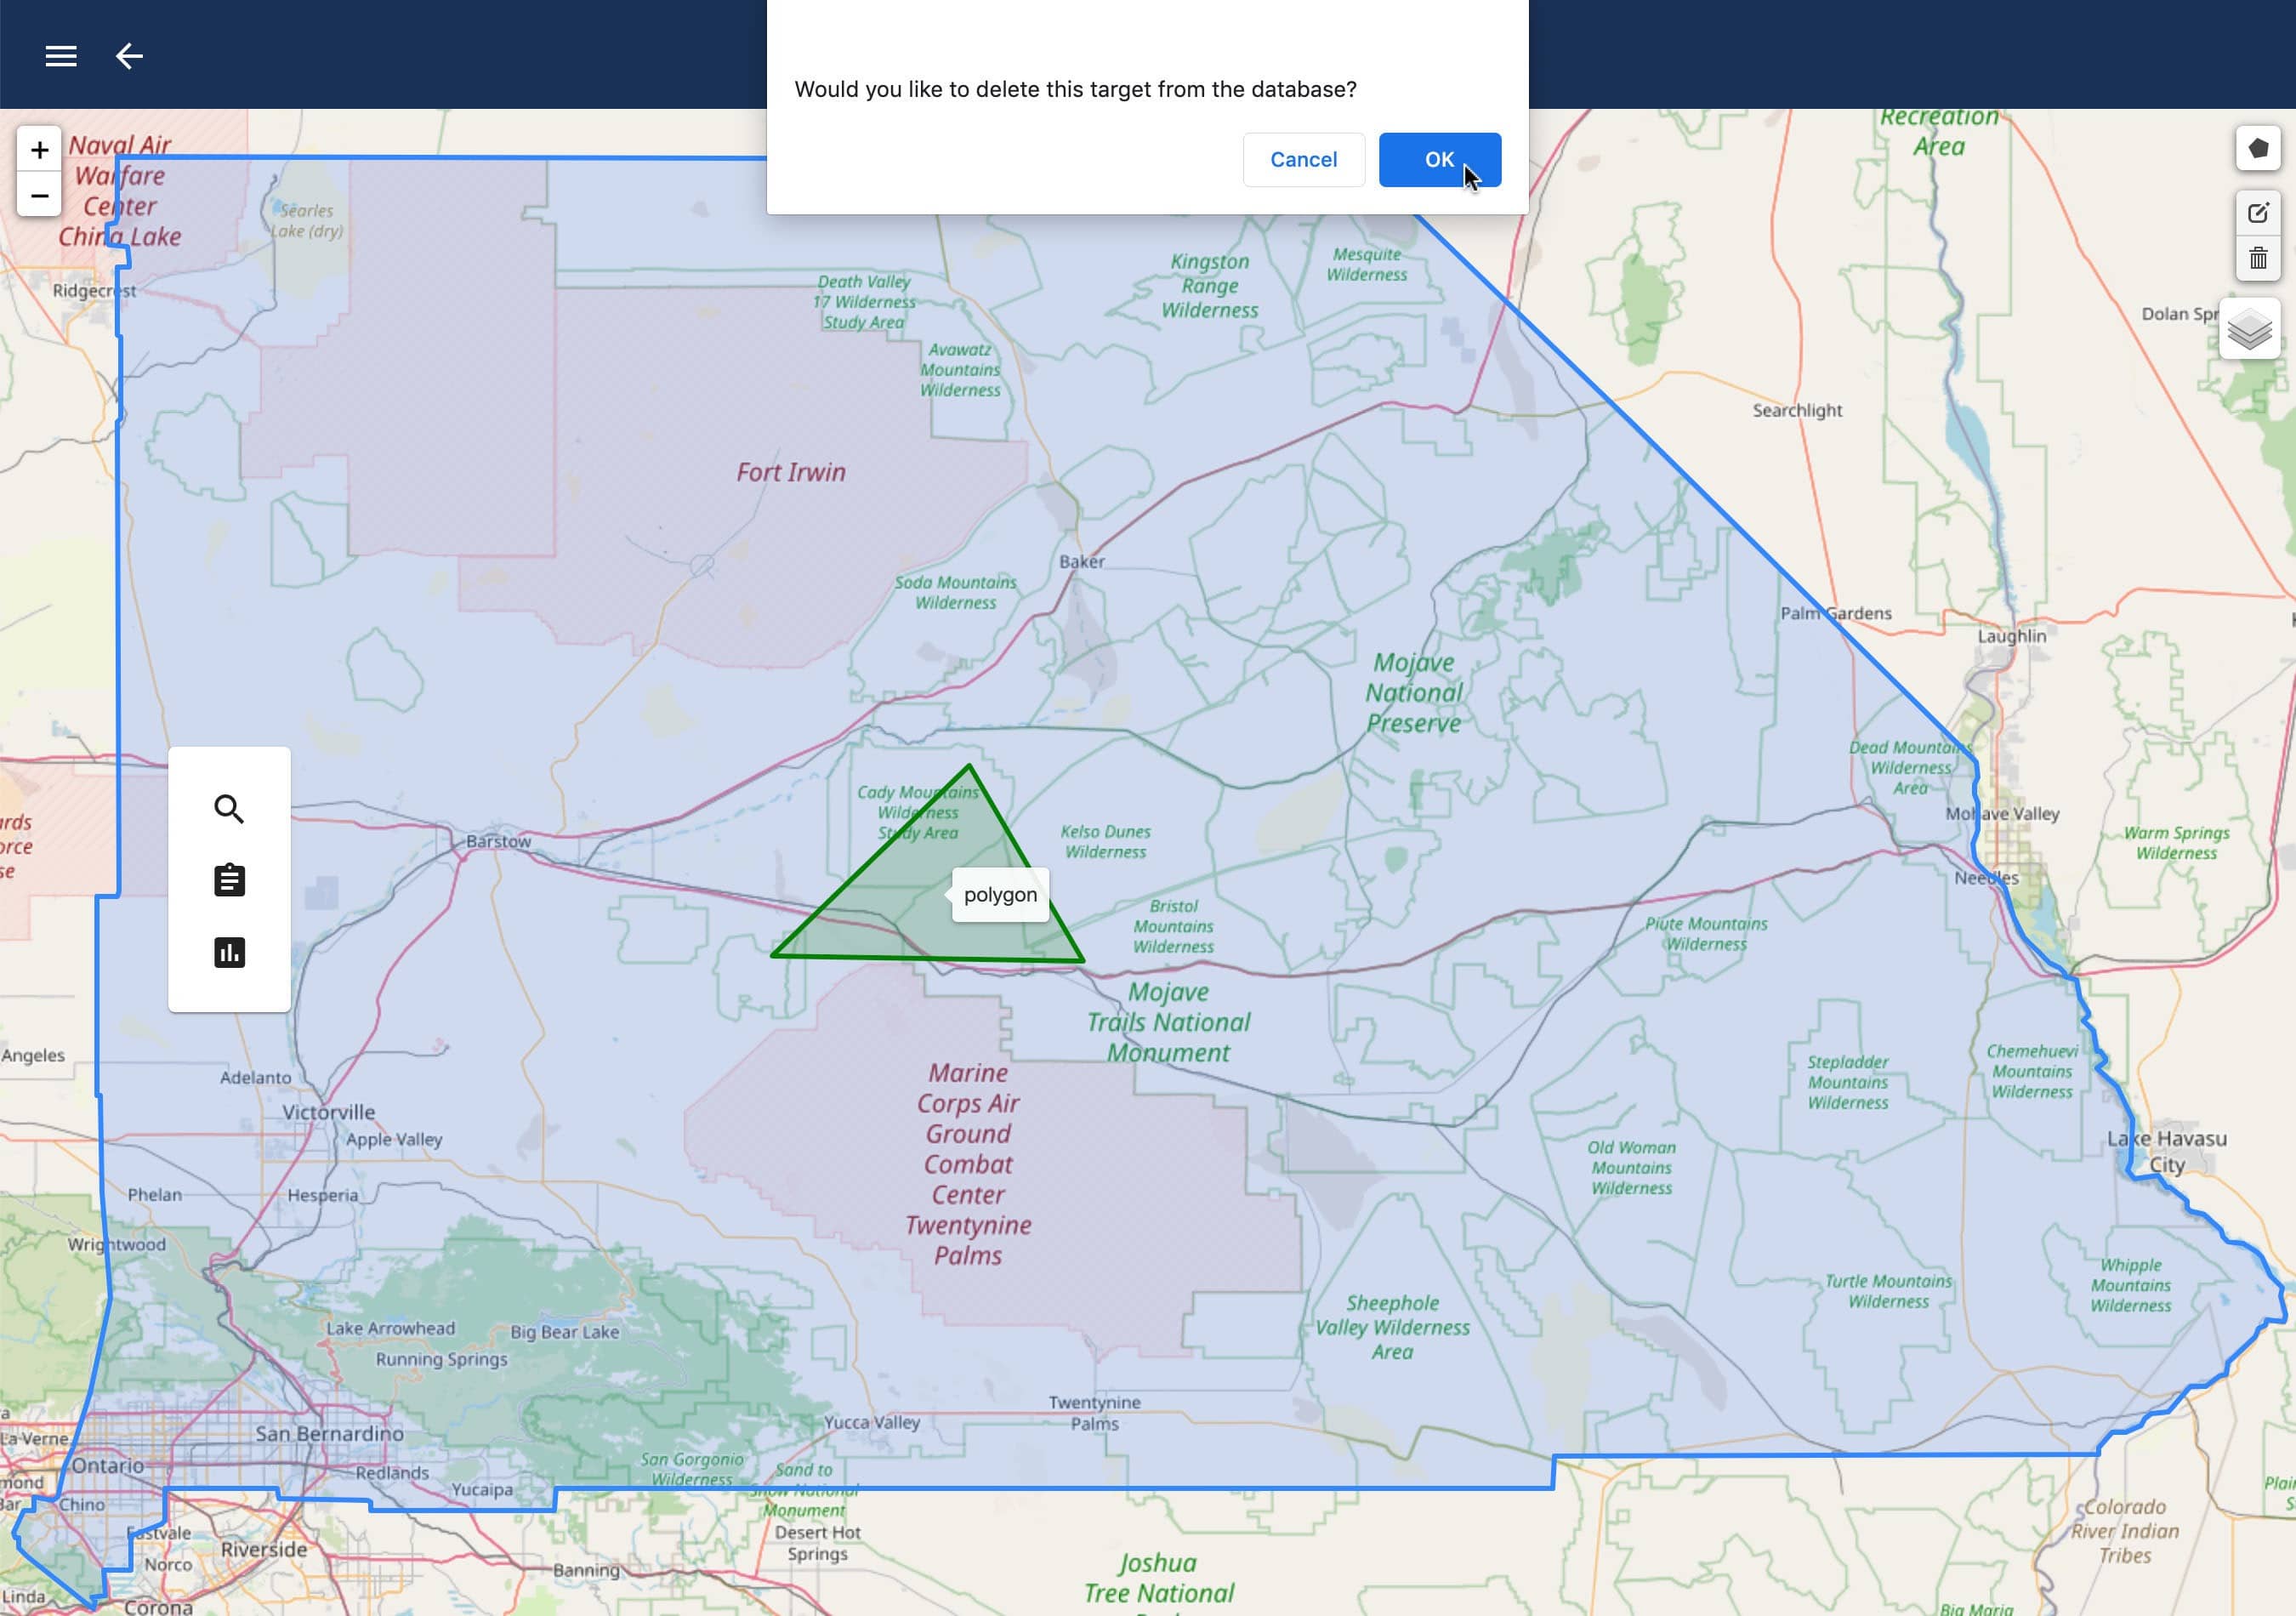 Would you like to delete this target from the database?
Cancel
OK
+
−
Naval Air
Warfare
Center
China Lake
Searles
Lake (dry)
Ridgecrest
Death Valley
17 Wilderness
Study Area
Avawatz
Mountains
Wilderness
Kingston
Range
Wilderness
Mesquite
Wilderness
Recreation
Area
Dolan Spr
Searchlight
Fort Irwin
Baker
Soda Mountains
Wilderness
Palm Gardens
Laughlin
Mojave
National
Preserve
Dead Mountains
Wilderness
Area
Mohave Valley
Warm Springs
Wilderness
Cady Mountains
Wilderness
Study Area
Kelso Dunes
Wilderness
Barstow
polygon
Needles
Bristol
Mountains
Wilderness
Piute Mountains
Wilderness
ards
orce
se
Mojave
Trails National
Monument
Angeles
Adelanto
Victorville
Apple Valley
Marine
Corps Air
Ground
Combat
Center
Twentynine
Palms
Stepladder
Mountains
Wilderness
Chemehuevi
Mountains
Wilderness
Lake Havasu
City
Old Woman
Mountains
Wilderness
Phelan
Hesperia
Wrightwood
Whipple
Mountains
Wilderness
Turtle Mountains
Wilderness
Sheephole
Valley Wilderness
Area
Lake Arrowhead
Big Bear Lake
Running Springs
Twentynine
Palms
Yucca Valley
La-Verne
San Bernardino
Ontario
Redlands
San Gorgonio
Wilderness
Sand to
Snow National
Monument
mond
Bar
Chino
Yucaipa
Eastvale
Riverside
Norco
Desert Hot
Springs
Banning
Linda
Corona
Joshua
Tree National
Colorado
River Indian
Tribes
Plai
Big Maria